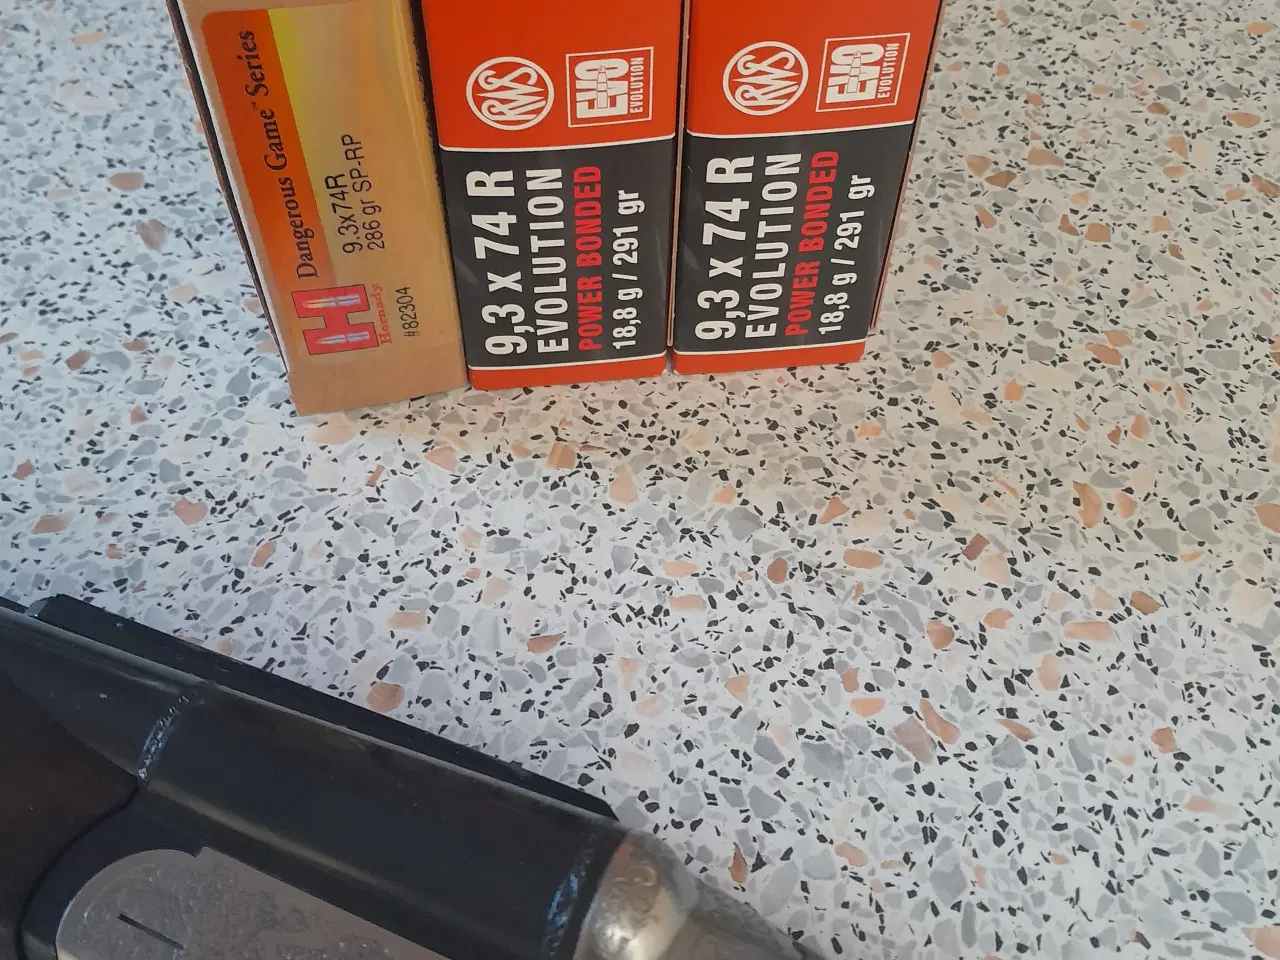 Dangerous Game™ Series
9.3x74R
286 gr SP-RP
H
Hornady
#82304
RWS
EVO
EVOLUTION
9,3 x 74 R
EVOLUTION
POWER BONDED
18,8 g / 291 gr
RWS
EVO
EVOLUTION
9,3 x 74 R
EVOLUTION
POWER BONDED
18,8 g / 291 gr